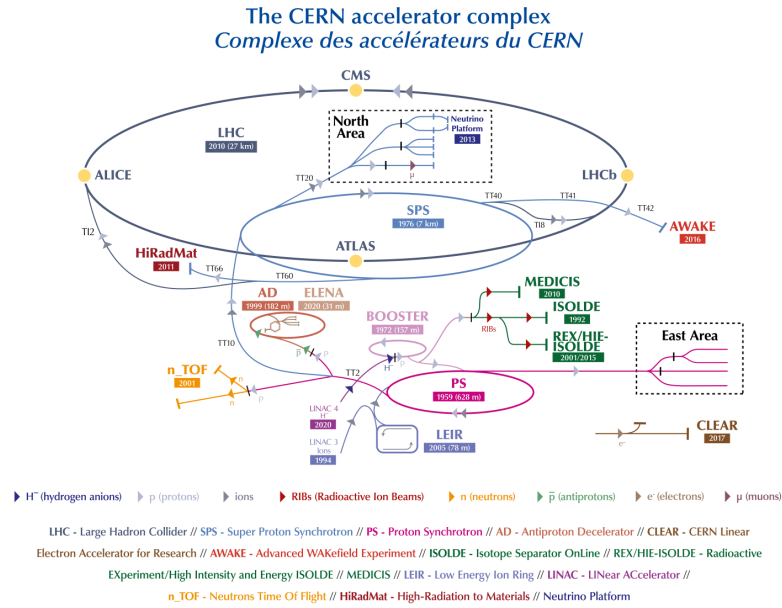 The CERN accelerator complex
Complexe des accélérateurs du CERN
CMS
North
Area
Neutrino
Platform
2013
LHC
2010 (27 km)
μ
ALICE
LHCb
TT20
TT40
TT41
TT42
SPS
1976 (7 km)
TI8
AWAKE
2016
TI2
ATLAS
HiRadMat
2011
TT66
TT60
AD
1999 (182 m)
ELENA
2020 (31 m)
MEDICIS
2010
BOOSTER
1972 (157 m)
ISOLDE
1992
RIBs
REX/HIE-
ISOLDE
2001/2015
East Area
TT10
p̅
p
H⁻
p
n_TOF
2001
TT2
PS
1959 (628 m)
n
n
p
LINAC 4
H⁻
2020
LINAC 3
Ions
1994
LEIR
2005 (78 m)
CLEAR
2017
e⁻
H⁻ (hydrogen anions)
p (protons)
ions
RIBs (Radioactive Ion Beams)
n (neutrons)
p̅ (antiprotons)
e⁻ (electrons)
μ (muons)
LHC - Large Hadron Collider // SPS - Super Proton Synchrotron // PS - Proton Synchrotron // AD - Antiproton Decelerator // CLEAR - CERN Linear
Electron Accelerator for Research // AWAKE - Advanced WAKefield Experiment // ISOLDE - Isotope Separator OnLine // REX/HIE-ISOLDE - Radioactive
EXperiment/High Intensity and Energy ISOLDE // MEDICIS // LEIR - Low Energy Ion Ring // LINAC - LINear ACcelerator //
n_TOF - Neutrons Time Of Flight // HiRadMat - High-Radiation to Materials // Neutrino Platform